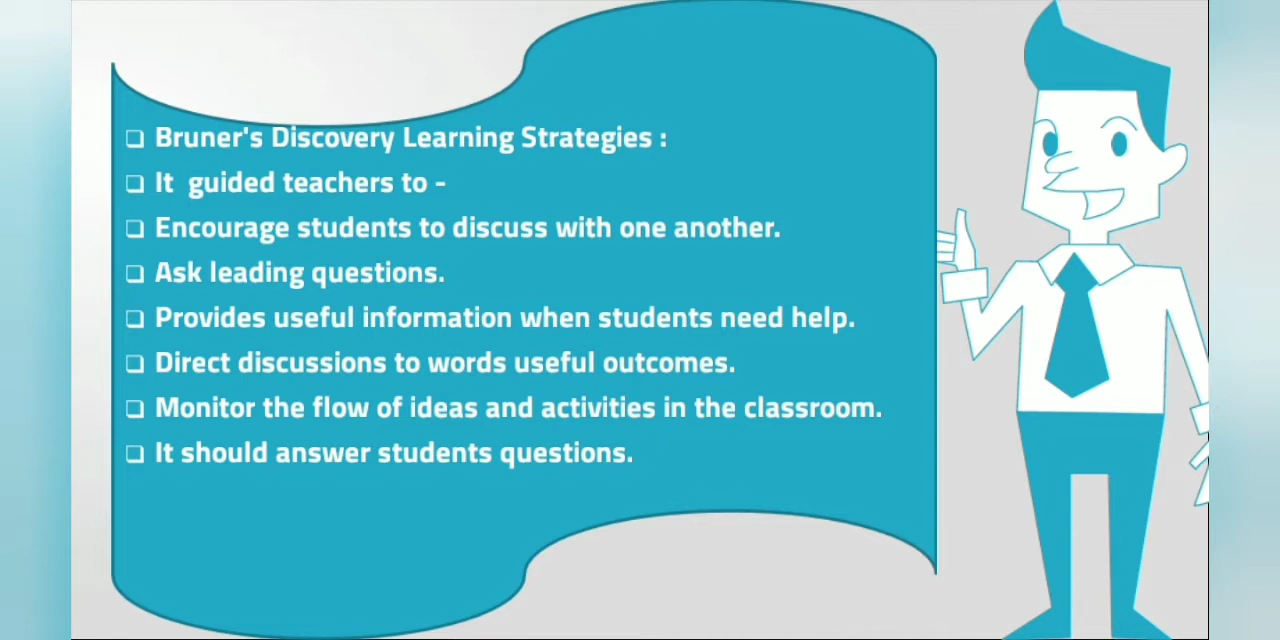 ❑ Bruner's Discovery Learning Strategies :
❑ It guided teachers to -
❑ Encourage students to discuss with one another.
❑ Ask leading questions.
❑ Provides useful information when students need help.
❑ Direct discussions to words useful outcomes.
❑ Monitor the flow of ideas and activities in the classroom.
❑ It should answer students questions.